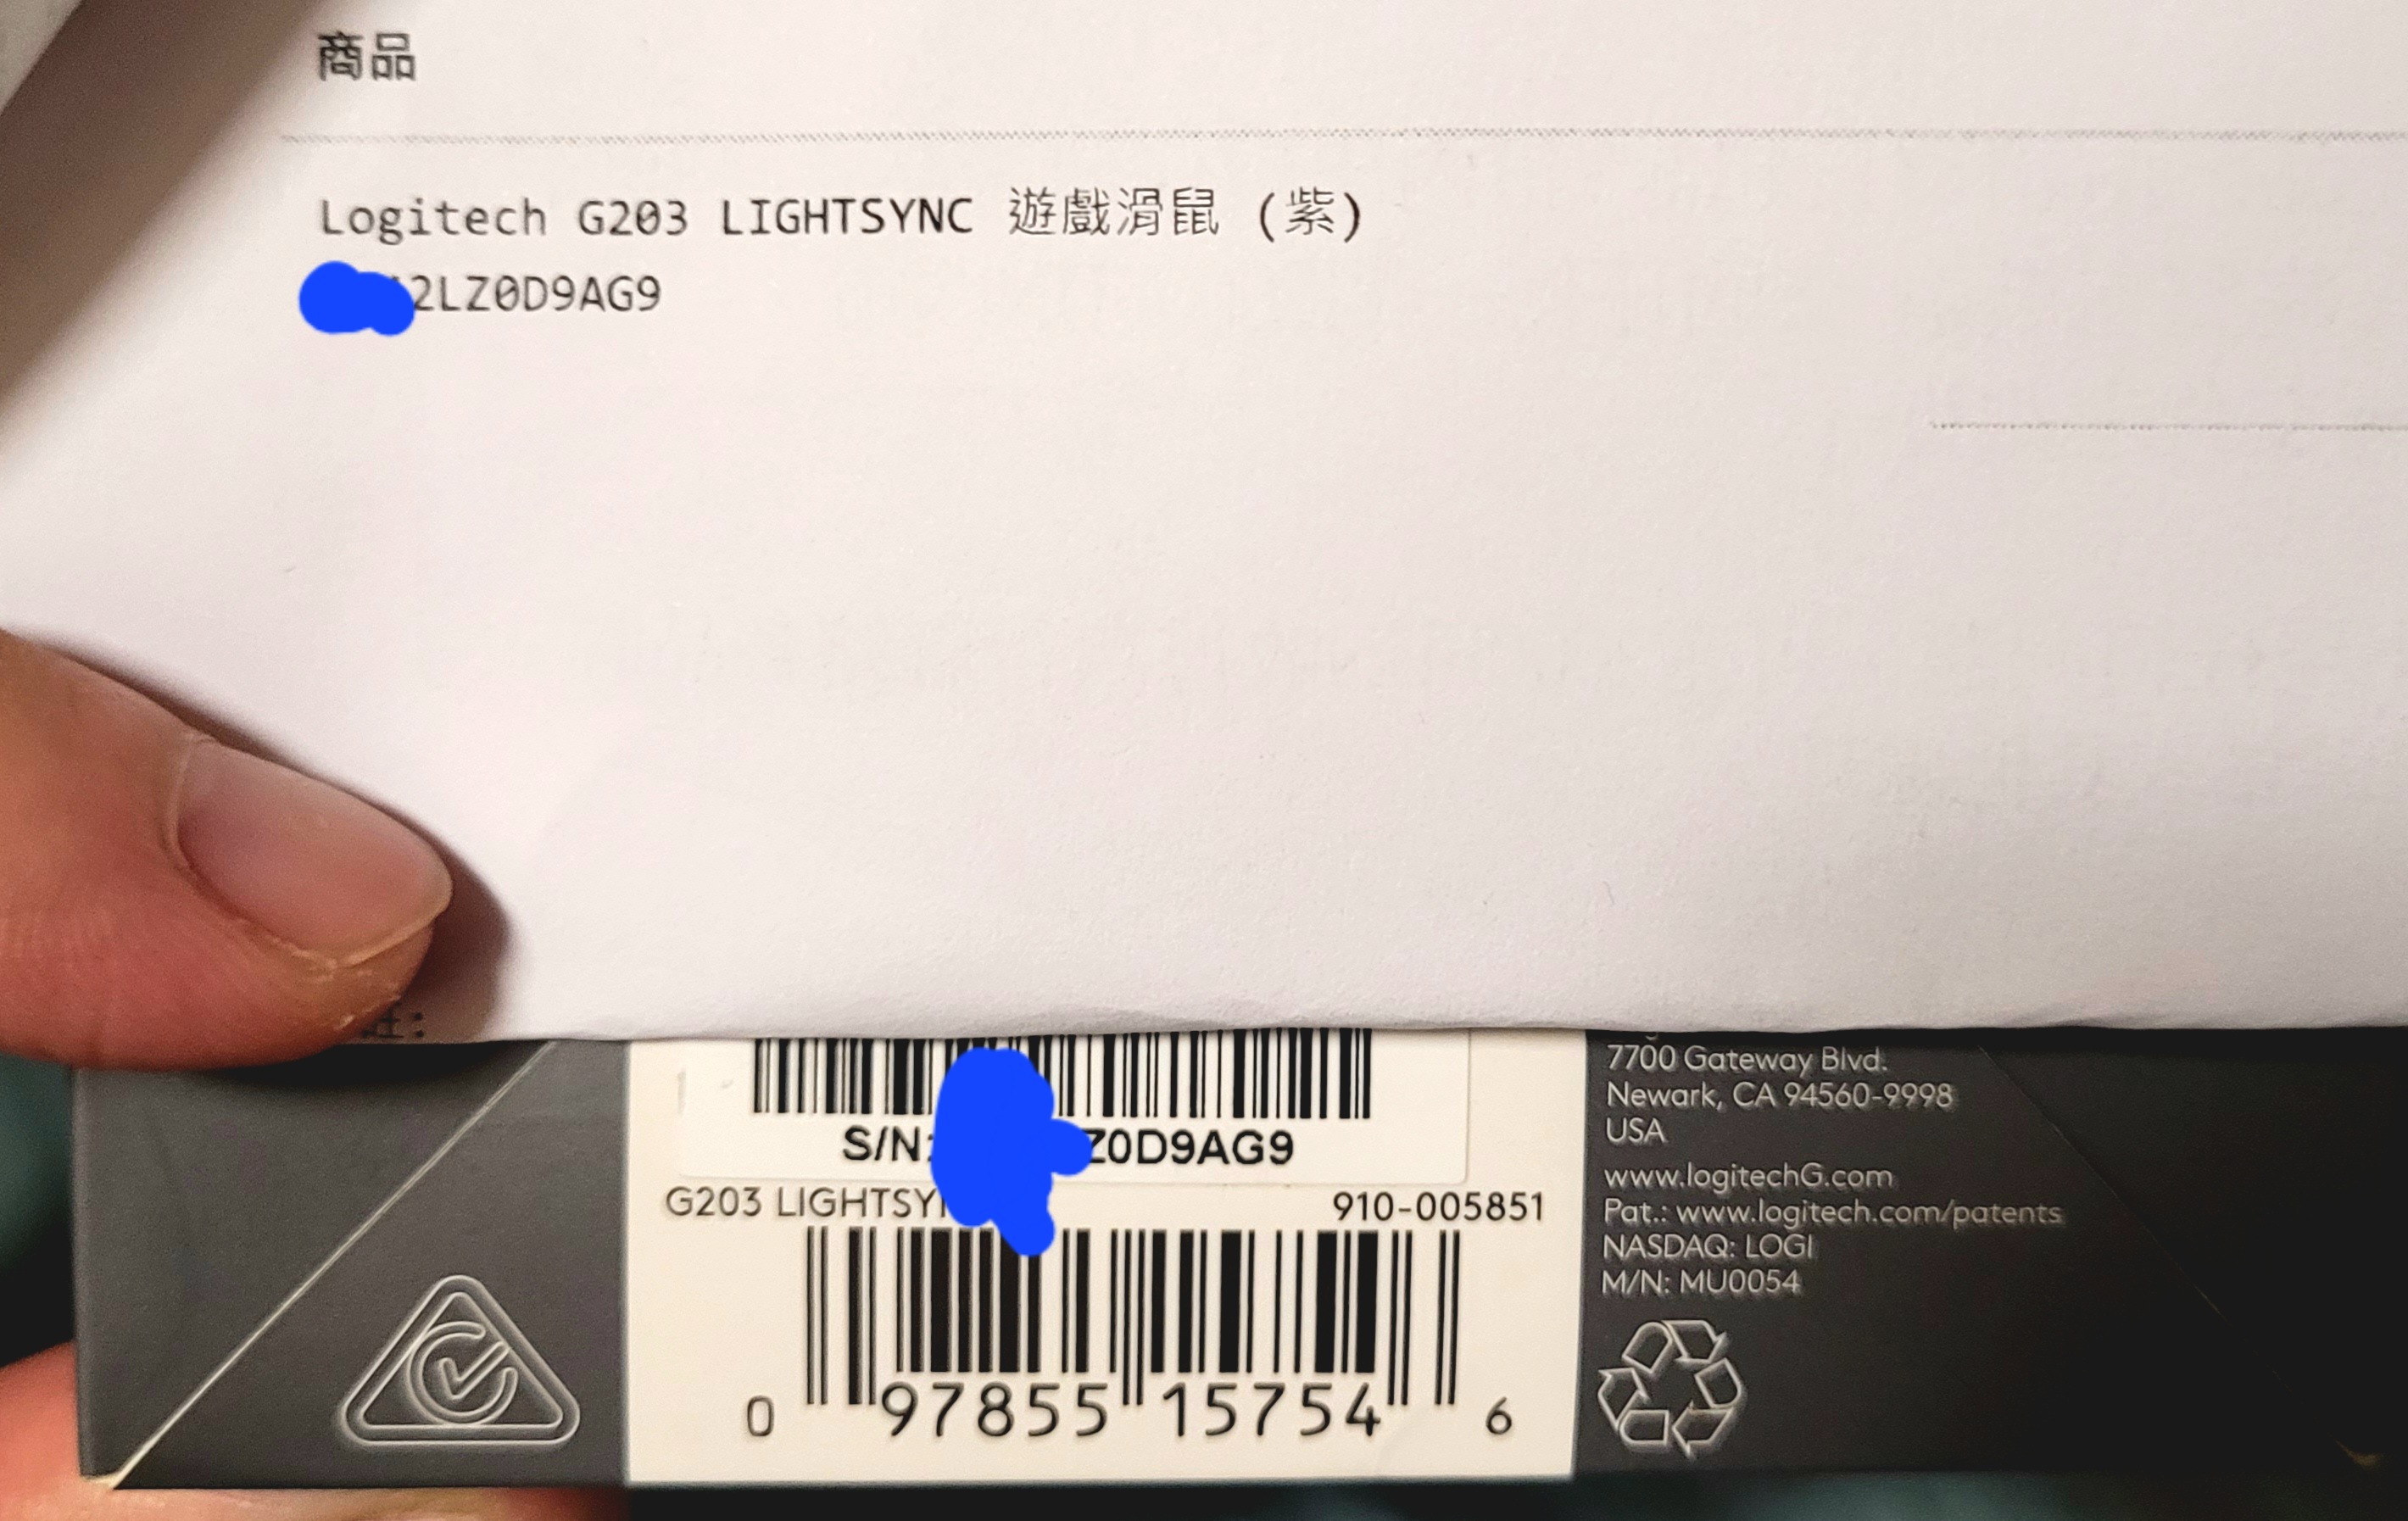 商品
Logitech G203 LIGHTSYNC 遊戲滑鼠 (紫)
2LZ0D9AG9
S/N: Z0D9AG9
G203 LIGHTSY
910-005851
0 97855 15754 6
7700 Gateway Blvd.
Newark, CA 94560-9998
USA
www.logitechG.com
Pat.: www.logitech.com/patents
NASDAQ: LOGI
M/N: MU0054